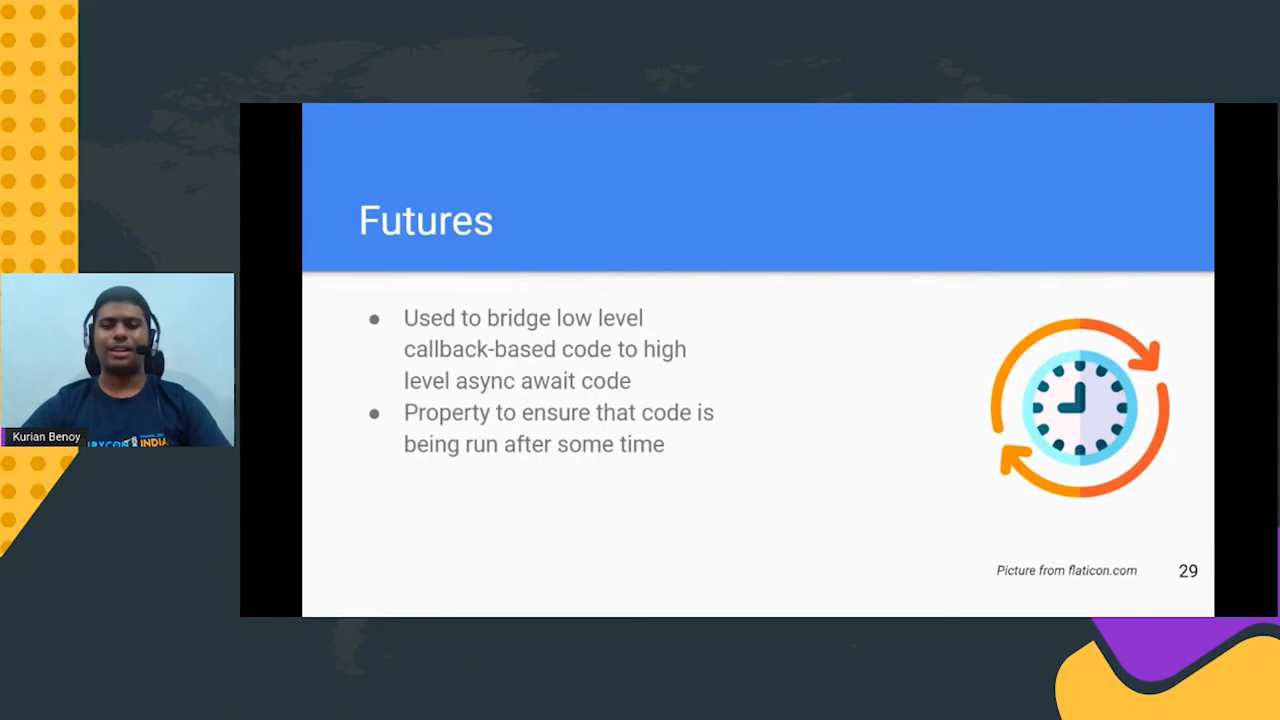 Futures
● Used to bridge low level
callback-based code to high
level async await code
● Property to ensure that code is
being run after some time
Picture from flaticon.com
29
Kurian Benoy
INDIA